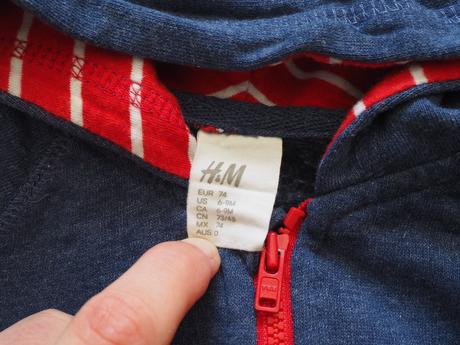 H&M
EUR 74
US 6-9M
CA 6-9M
CN 73/48
MX 74
AUS 0